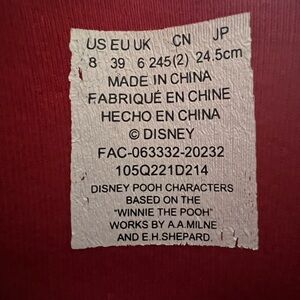 US EU UK CN JP
8 39 6 245(2) 24.5cm
MADE IN CHINA
FABRIQUÉ EN CHINE
HECHO EN CHINA
© DISNEY
FAC-063332-20232
105Q221D214
DISNEY POOH CHARACTERS
BASED ON THE
"WINNIE THE POOH"
WORKS BY A.A.MILNE
AND E.H.SHEPARD.